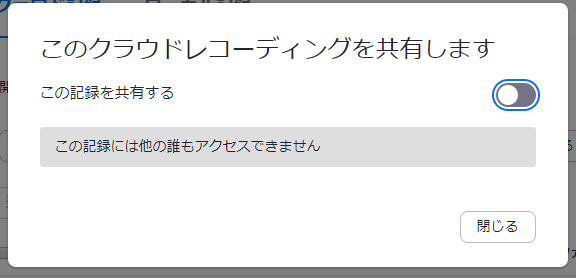 このクラウドレコーディングを共有します
この記録を共有する
この記録には他の誰もアクセスできません
閉じる